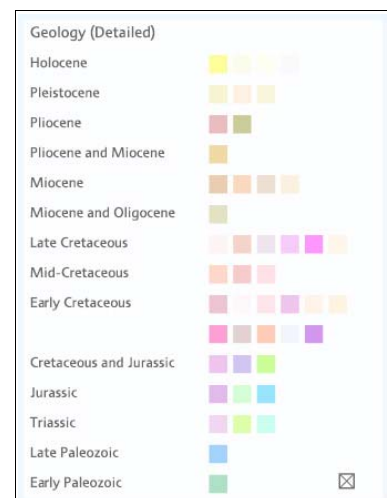 Geology (Detailed)
Holocene
Pleistocene
Pliocene
Pliocene and Miocene
Miocene
Miocene and Oligocene
Late Cretaceous
Mid-Cretaceous
Early Cretaceous
Cretaceous and Jurassic
Jurassic
Triassic
Late Paleozoic
Early Paleozoic